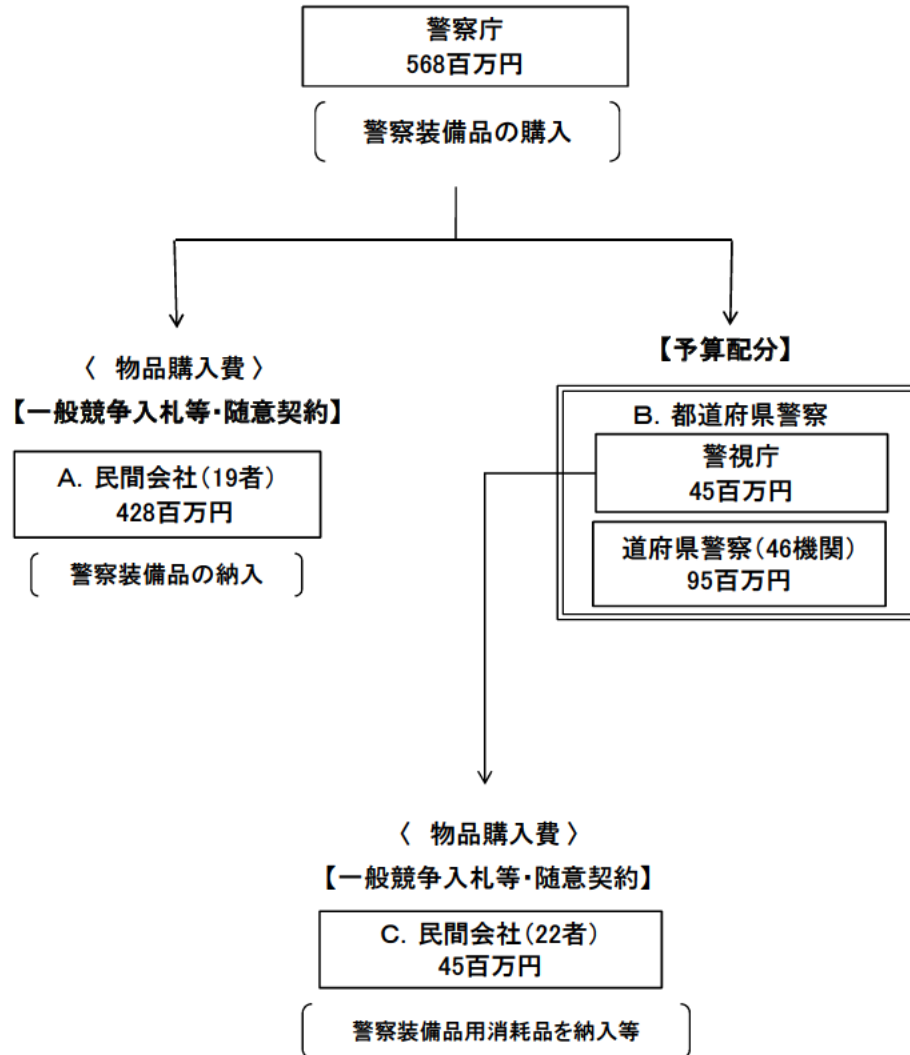 警察庁
568百万円
警察装備品の購入
〈 物品購入費 〉
【一般競争入札等・随意契約】
A. 民間会社(19者)
428百万円
警察装備品の納入
【予算配分】
B. 都道府県警察
警視庁
45百万円
道府県警察(46機関)
95百万円
〈 物品購入費 〉
【一般競争入札等・随意契約】
C. 民間会社(22者)
45百万円
警察装備品用消耗品を納入等